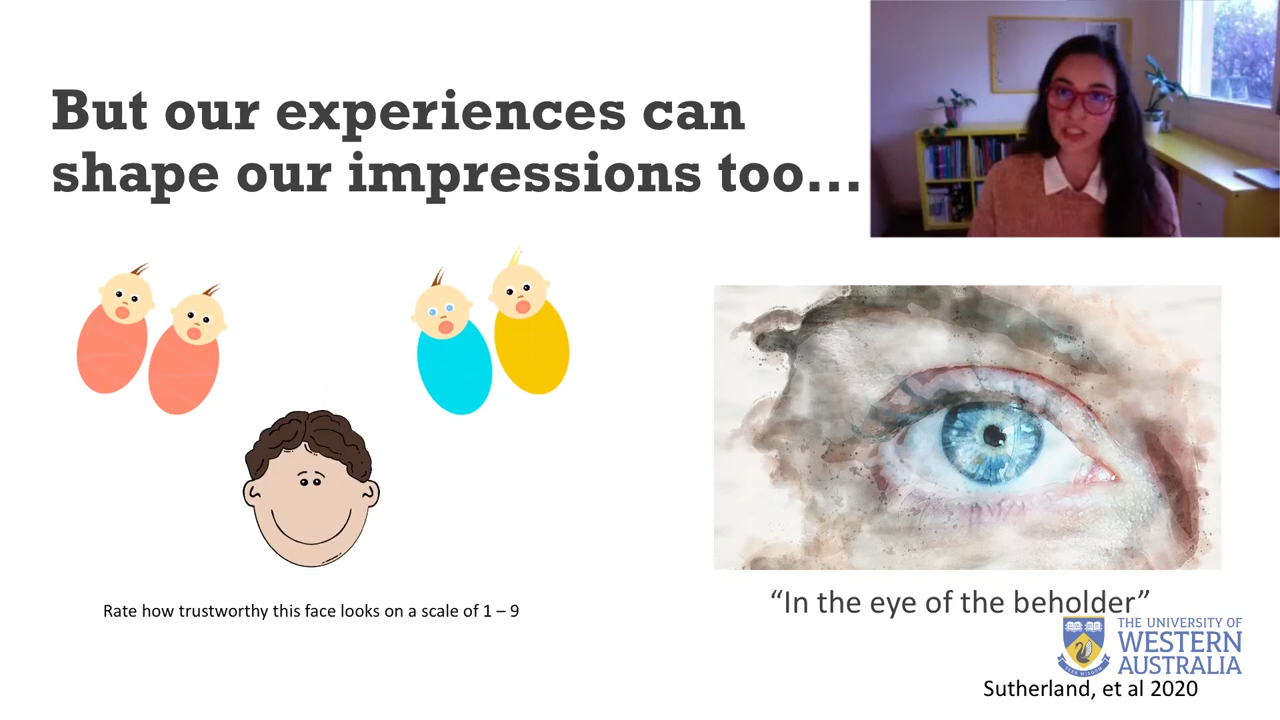 But our experiences can
shape our impressions too...
Rate how trustworthy this face looks on a scale of 1 – 9
“In the eye of the beholder”
THE UNIVERSITY OF
WESTERN
AUSTRALIA
Sutherland, et al 2020